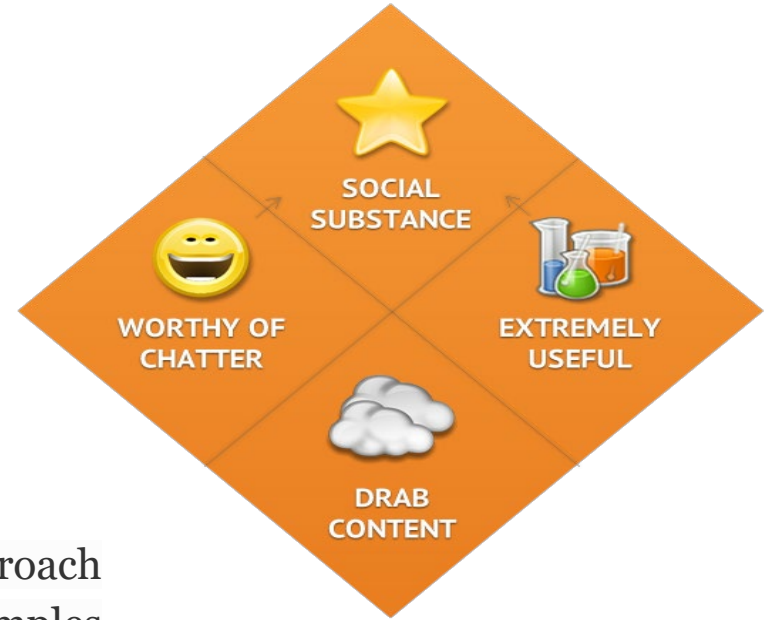 SOCIAL
SUBSTANCE
WORTHY OF
CHATTER
EXTREMELY
USEFUL
DRAB
CONTENT
roach